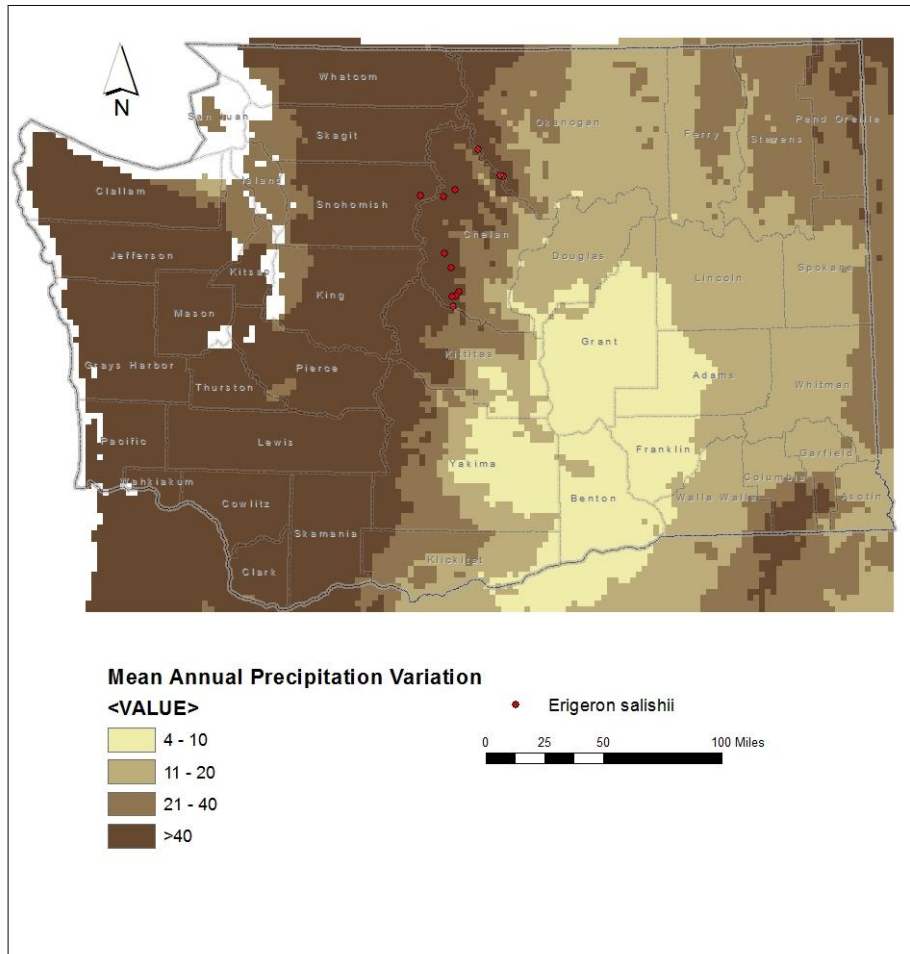 N
Whatcom
San Juan
Okanogan
Ferry
Stevens
Pend Oreille
Skagit
Island
Clallam
Snohomish
Chelan
Jefferson
Kitsap
Douglas
Lincoln
Spokane
King
Mason
Grant
Kittitas
Grays Harbor
Pierce
Adams
Whitman
Thurston
Pacific
Lewis
Yakima
Franklin
Garfield
Wahkiakum
Columbia
Cowlitz
Benton
Walla Walla
Asotin
Skamania
Klickitat
Clark
Mean Annual Precipitation Variation
<VALUE>
Erigeron salishii
4 - 10
11 - 20
21 - 40
>40
0 25 50 100 Miles